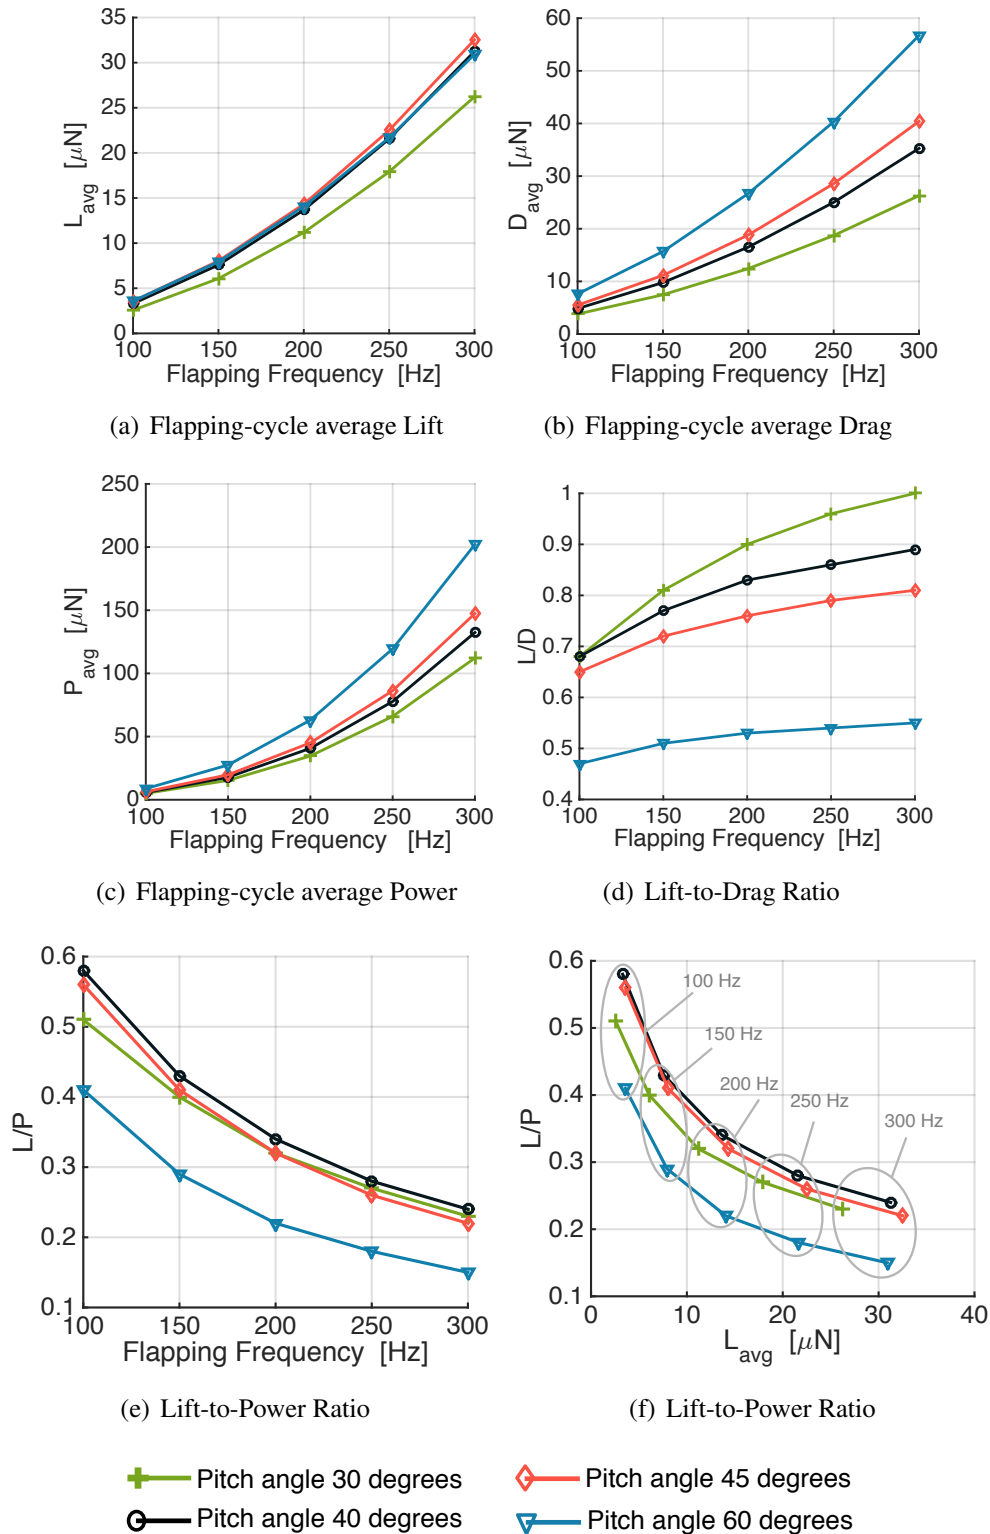 35
30
25
20
15
10
5
0
L_avg [μN]
100 150 200 250 300
Flapping Frequency [Hz]
(a) Flapping-cycle average Lift
60
50
40
30
20
10
0
D_avg [μN]
100 150 200 250 300
Flapping Frequency [Hz]
(b) Flapping-cycle average Drag
250
200
150
100
50
0
P_avg [μN]
100 150 200 250 300
Flapping Frequency [Hz]
(c) Flapping-cycle average Power
1
0.9
0.8
0.7
0.6
0.5
0.4
L/D
100 150 200 250 300
Flapping Frequency [Hz]
(d) Lift-to-Drag Ratio
0.6
0.5
0.4
0.3
0.2
0.1
L/P
100 150 200 250 300
Flapping Frequency [Hz]
(e) Lift-to-Power Ratio
0.6
0.5
0.4
0.3
0.2
0.1
L/P
100 Hz
150 Hz
200 Hz
250 Hz
300 Hz
0 10 20 30 40
L_avg [μN]
(f) Lift-to-Power Ratio
Pitch angle 30 degrees
Pitch angle 45 degrees
Pitch angle 40 degrees
Pitch angle 60 degrees